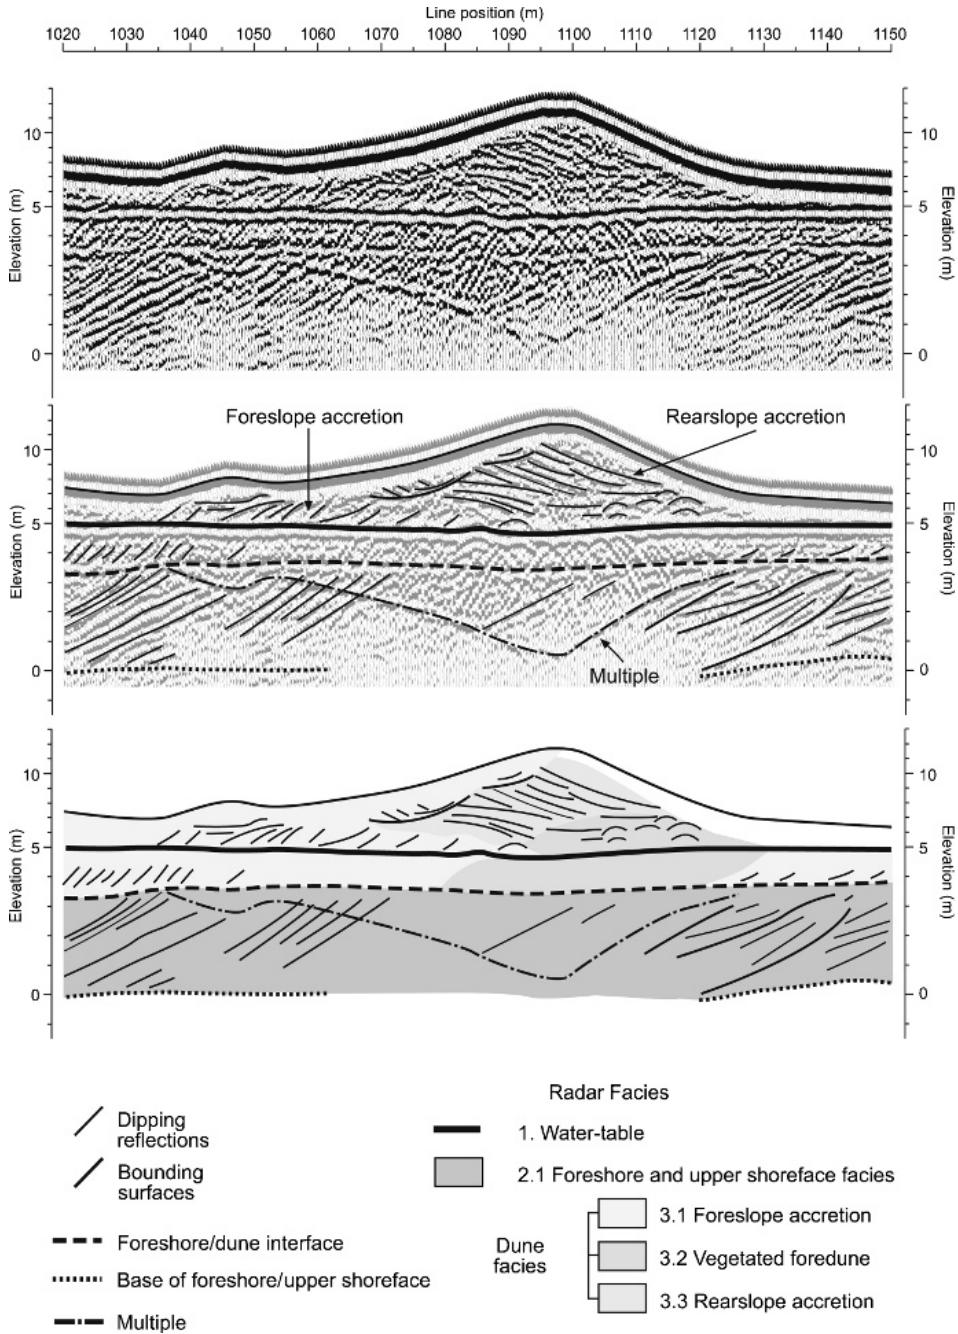 Line position (m)
1020 1030 1040 1050 1060 1070 1080 1090 1100 1110 1120 1130 1140 1150
10
5
0
Elevation (m)
10
5
0
Elevation (m)
Foreslope accretion
Rearslope accretion
10
5
0
Elevation (m)
10
5
0
Elevation (m)
Multiple
10
5
0
Elevation (m)
10
5
0
Elevation (m)
Dipping
reflections
Bounding
surfaces
Foreshore/dune interface
Base of foreshore/upper shoreface
Multiple
Radar Facies
1. Water-table
2.1 Foreshore and upper shoreface facies
Dune
facies
3.1 Foreslope accretion
3.2 Vegetated foredune
3.3 Rearslope accretion